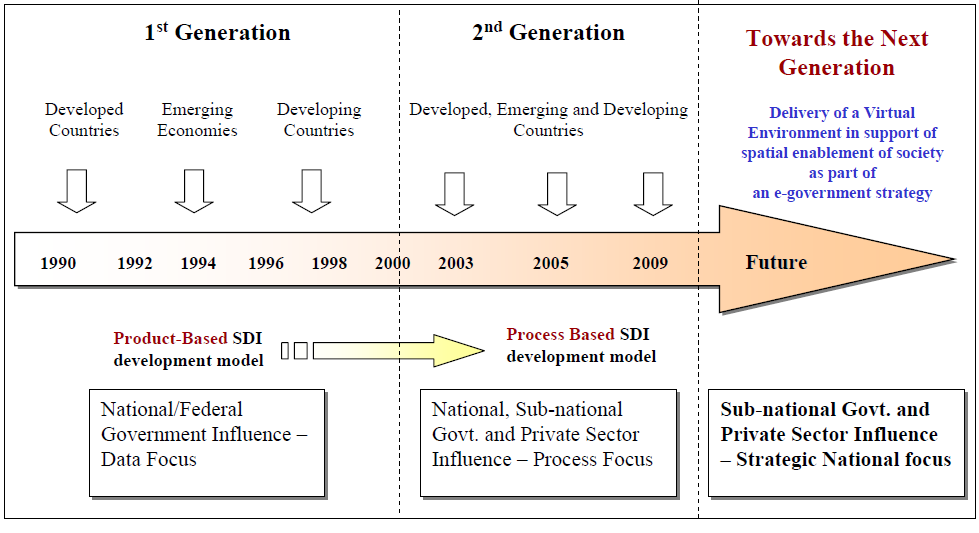 1st Generation
2nd Generation
Towards the Next
Generation
Developed
Countries
Emerging
Economies
Developing
Countries
Developed, Emerging and Developing
Countries
Delivery of a Virtual
Environment in support of
spatial enablement of society
as part of
an e-government strategy
1990
1992
1994
1996
1998
2000
2003
2005
2009
Future
Product-Based SDI
development model
Process Based SDI
development model
National/Federal
Government Influence –
Data Focus
National, Sub-national
Govt. and Private Sector
Influence – Process Focus
Sub-national Govt. and
Private Sector Influence
– Strategic National focus